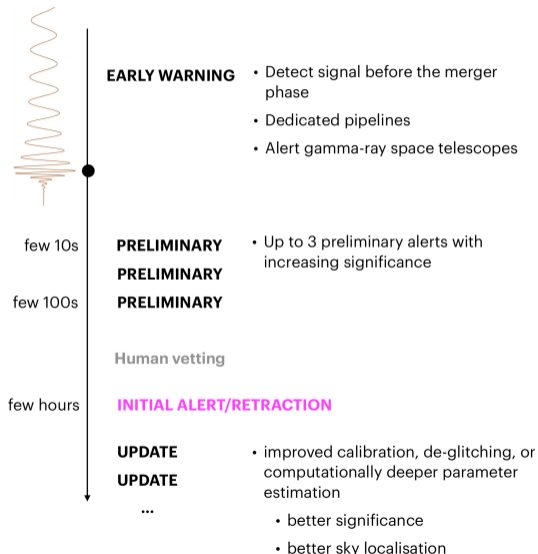 EARLY WARNING
• Detect signal before the merger
phase
• Dedicated pipelines
• Alert gamma-ray space telescopes
few 10s
PRELIMINARY
• Up to 3 preliminary alerts with
increasing significance
PRELIMINARY
few 100s
PRELIMINARY
Human vetting
few hours
INITIAL ALERT/RETRACTION
UPDATE
• improved calibration, de-glitching, or
computationally deeper parameter
estimation
UPDATE
...
• better significance
• better sky localisation